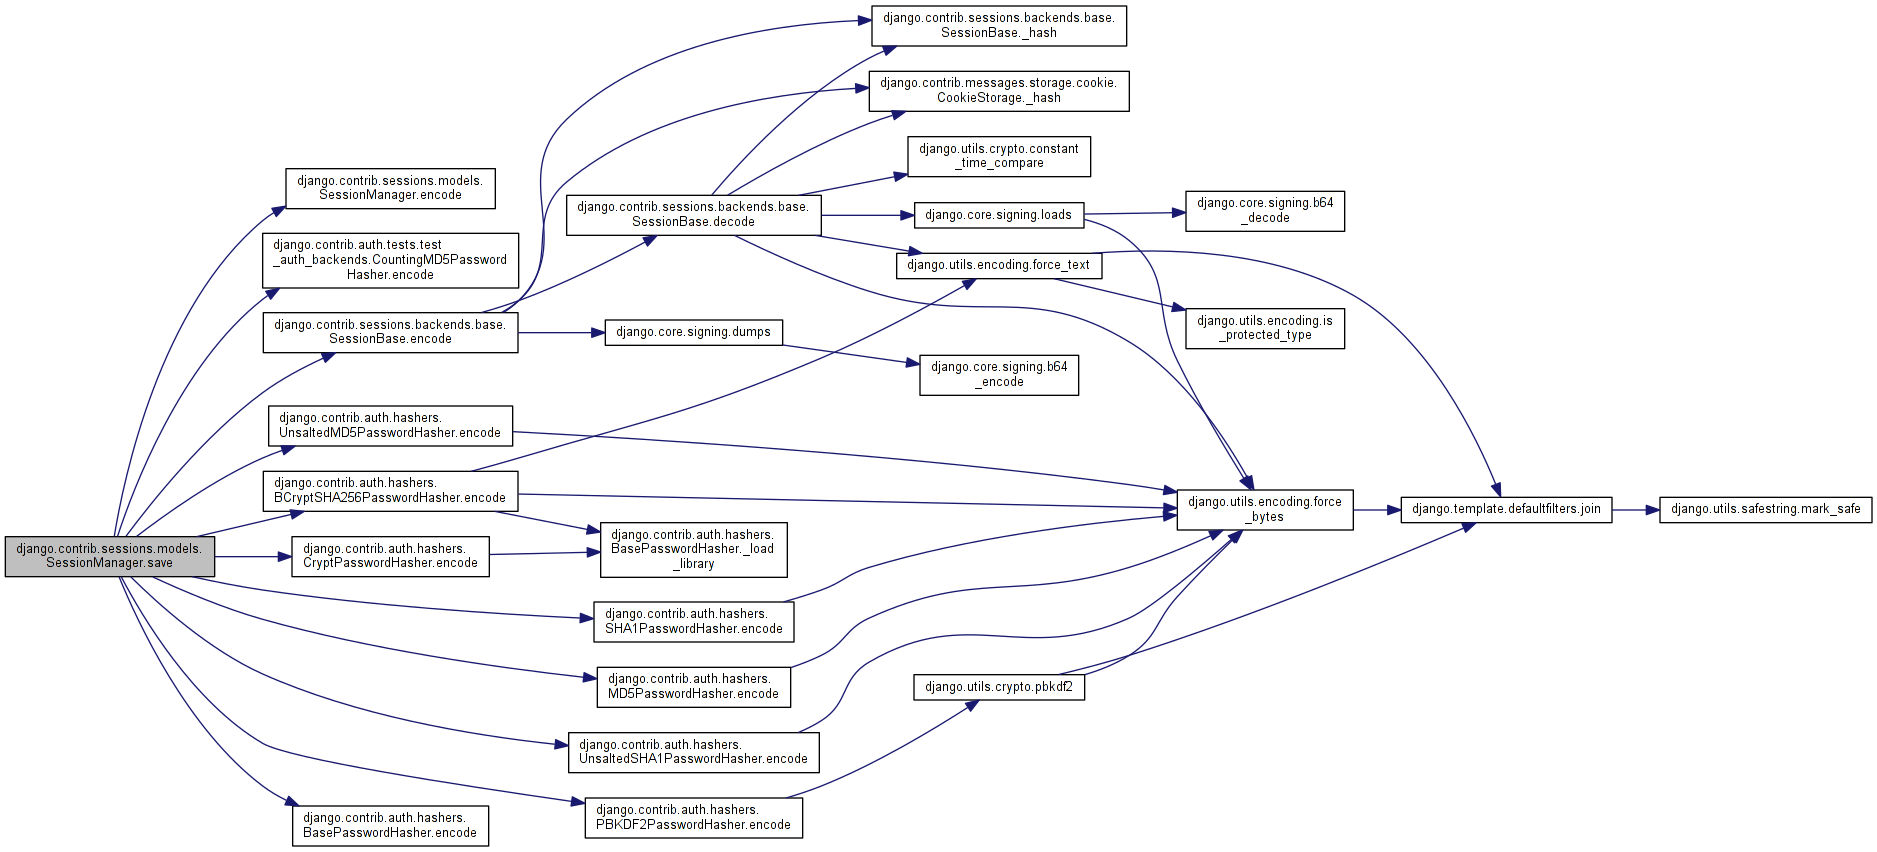 django.contrib.sessions.models.
SessionManager.save
django.contrib.sessions.models.
SessionManager.encode
django.contrib.auth.tests.test
_auth_backends.CountingMD5Password
Hasher.encode
django.contrib.sessions.backends.base.
SessionBase.encode
django.contrib.auth.hashers.
UnsaltedMD5PasswordHasher.encode
django.contrib.auth.hashers.
BCryptSHA256PasswordHasher.encode
django.contrib.auth.hashers.
CryptPasswordHasher.encode
django.contrib.auth.hashers.
BasePasswordHasher.encode
django.contrib.sessions.backends.base.
SessionBase.decode
django.core.signing.dumps
django.contrib.auth.hashers.
BasePasswordHasher._load
_library
django.contrib.auth.hashers.
SHA1PasswordHasher.encode
django.contrib.auth.hashers.
MD5PasswordHasher.encode
django.contrib.auth.hashers.
UnsaltedSHA1PasswordHasher.encode
django.contrib.auth.hashers.
PBKDF2PasswordHasher.encode
django.contrib.sessions.backends.base.
SessionBase._hash
django.contrib.messages.storage.cookie.
CookieStorage._hash
django.utils.crypto.constant
_time_compare
django.core.signing.loads
django.utils.encoding.force_text
django.core.signing.b64
_encode
django.utils.crypto.pbkdf2
django.core.signing.b64
_decode
django.utils.encoding.is
_protected_type
django.utils.encoding.force
_bytes
django.template.defaultfilters.join
django.utils.safestring.mark_safe